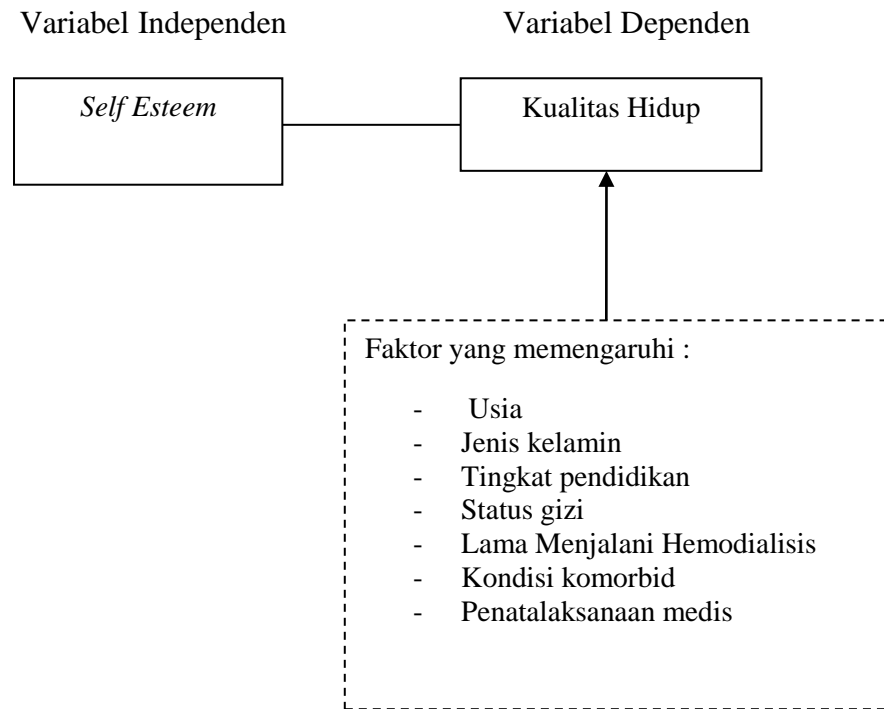 Variabel Independen
Variabel Dependen
Self Esteem
Kualitas Hidup
Faktor yang memengaruhi :
- Usia
- Jenis kelamin
- Tingkat pendidikan
- Status gizi
- Lama Menjalani Hemodialisis
- Kondisi komorbid
- Penatalaksanaan medis